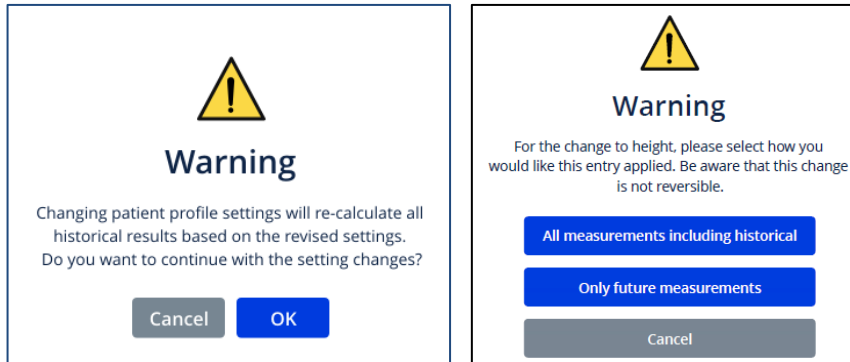 Warning
Changing patient profile settings will re-calculate all
historical results based on the revised settings.
Do you want to continue with the setting changes?
Cancel
OK
Warning
For the change to height, please select how you
would like this entry applied. Be aware that this change
is not reversible.
All measurements including historical
Only future measurements
Cancel